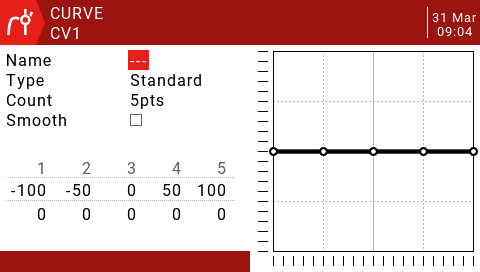 CURVE
CV1
31 Mar
09:04
Name ---
Type Standard
Count 5pts
Smooth
1 2 3 4 5
-100 -50 0 50 100
0 0 0 0 0